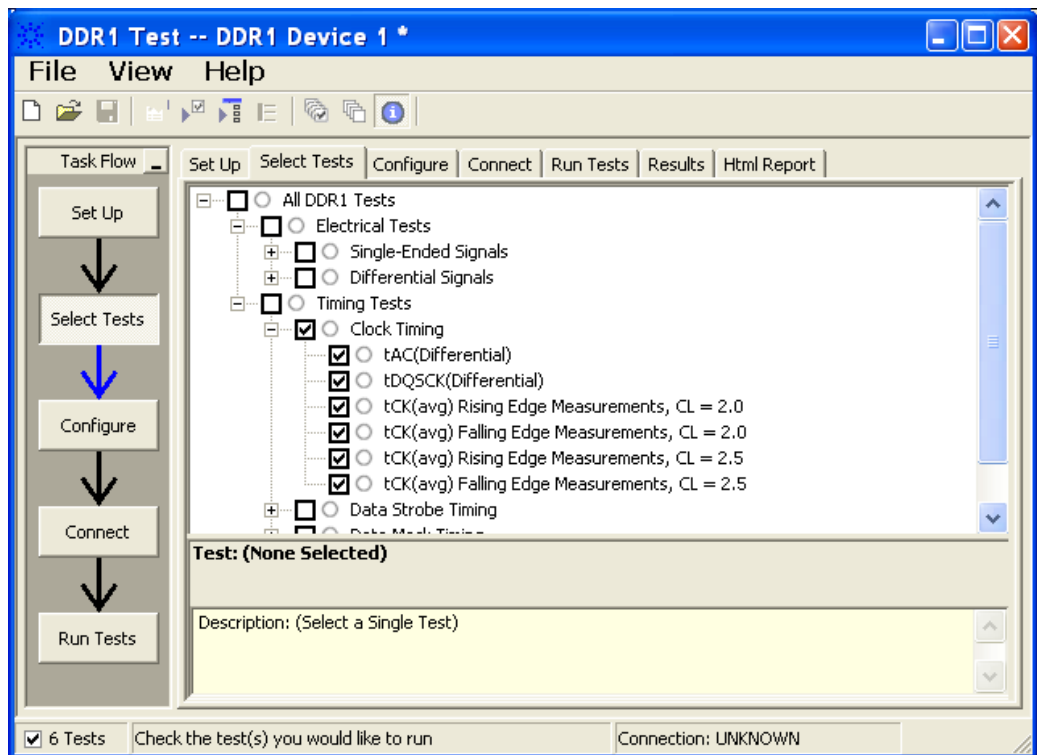 DDR1 Test -- DDR1 Device 1 *
File View Help
Task Flow
Set Up Select Tests Configure Connect Run Tests Results Html Report
Set Up
Select Tests
Configure
Connect
Run Tests
All DDR1 Tests
Electrical Tests
Single-Ended Signals
Differential Signals
Timing Tests
Clock Timing
tAC(Differential)
tDQSCK(Differential)
tCK(avg) Rising Edge Measurements, CL = 2.0
tCK(avg) Falling Edge Measurements, CL = 2.0
tCK(avg) Rising Edge Measurements, CL = 2.5
tCK(avg) Falling Edge Measurements, CL = 2.5
Data Strobe Timing
Data Mask Timing
Test: (None Selected)
Description: (Select a Single Test)
6 Tests Check the test(s) you would like to run Connection: UNKNOWN